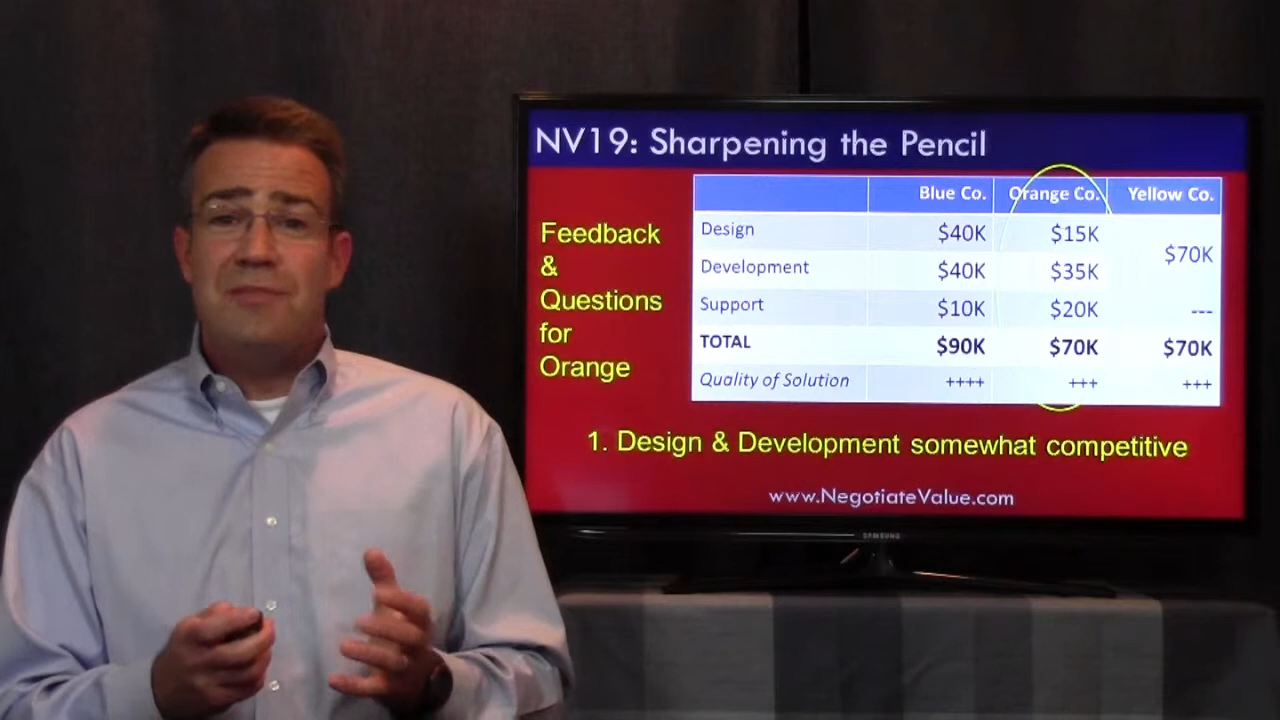 NV19: Sharpening the Pencil
Feedback
&
Questions
for
Orange
Blue Co. Orange Co. Yellow Co.
Design $40K $15K
$70K
Development $40K $35K
Support $10K $20K ---
TOTAL $90K $70K $70K
Quality of Solution ++++ +++ +++
1. Design & Development somewhat competitive
www.NegotiateValue.com
SAMSUNG